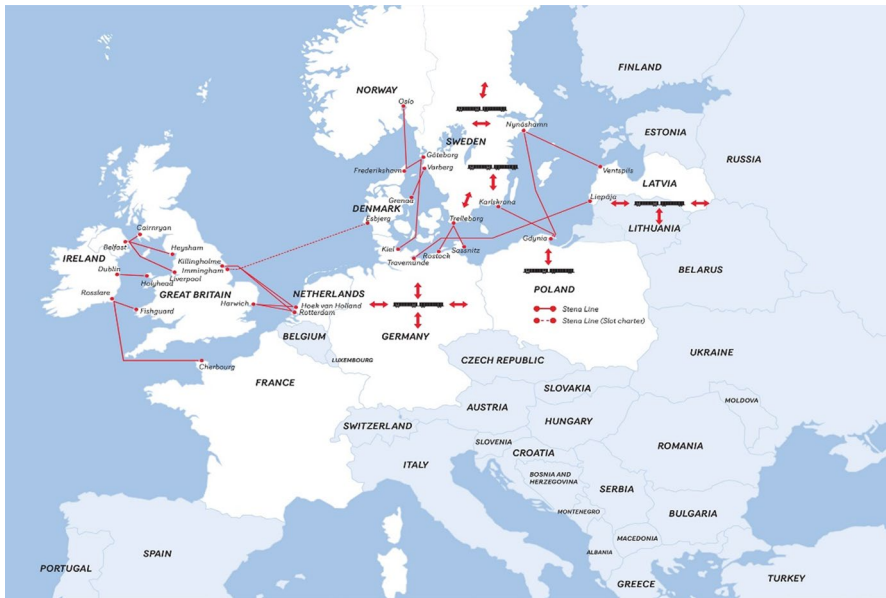 FINLAND
NORWAY
Oslo
Nynäshamn
ESTONIA
SWEDEN
RUSSIA
Göteborg
Varberg
Frederikshavn
Ventspils
LATVIA
Grenaa
Karlskrona
Liepāja
DENMARK
Esbjerg
Trelleborg
LITHUANIA
Cairnryan
Belfast
Heysham
Kiel
Rostock
Sassnitz
Gdynia
Travemünde
IRELAND
Killingholme
Immingham
Dublin
Liverpool
Holyhead
BELARUS
Rosslare
GREAT BRITAIN
NETHERLANDS
POLAND
Harwich
Hoek van Holland
Rotterdam
Fishguard
Stena Line
Stena Line (Slot charter)
BELGIUM
GERMANY
UKRAINE
LUXEMBOURG
CZECH REPUBLIC
Cherbourg
FRANCE
SLOVAKIA
MOLDOVA
AUSTRIA
HUNGARY
SWITZERLAND
SLOVENIA
ROMANIA
CROATIA
ITALY
BOSNIA AND
HERZEGOVINA
SERBIA
MONTENEGRO
BULGARIA
MACEDONIA
ALBANIA
SPAIN
PORTUGAL
GREECE
TURKEY